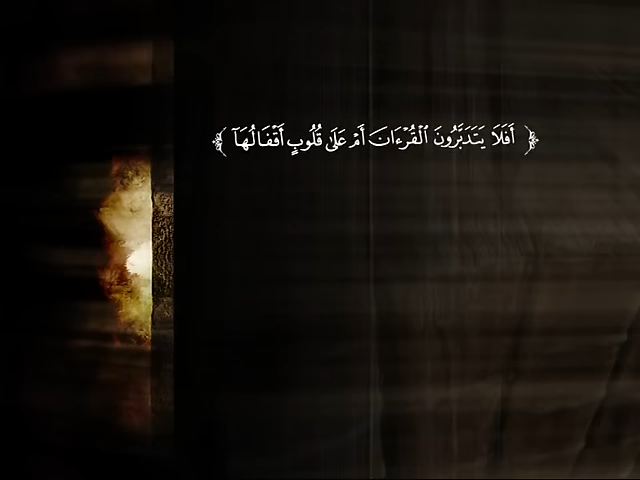 ﴿ أَفَلَا يَتَدَبَّرُونَ ٱلْقُرْءَانَ أَمْ عَلَىٰ قُلُوبٍ أَقْفَالُهَآ ﴾